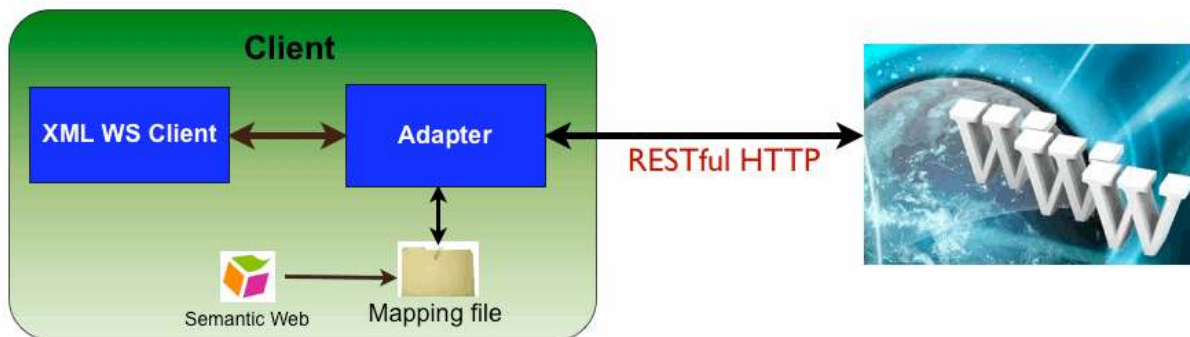 Client
XML WS Client
Adapter
RESTful HTTP
WWW
Mapping file
Semantic Web